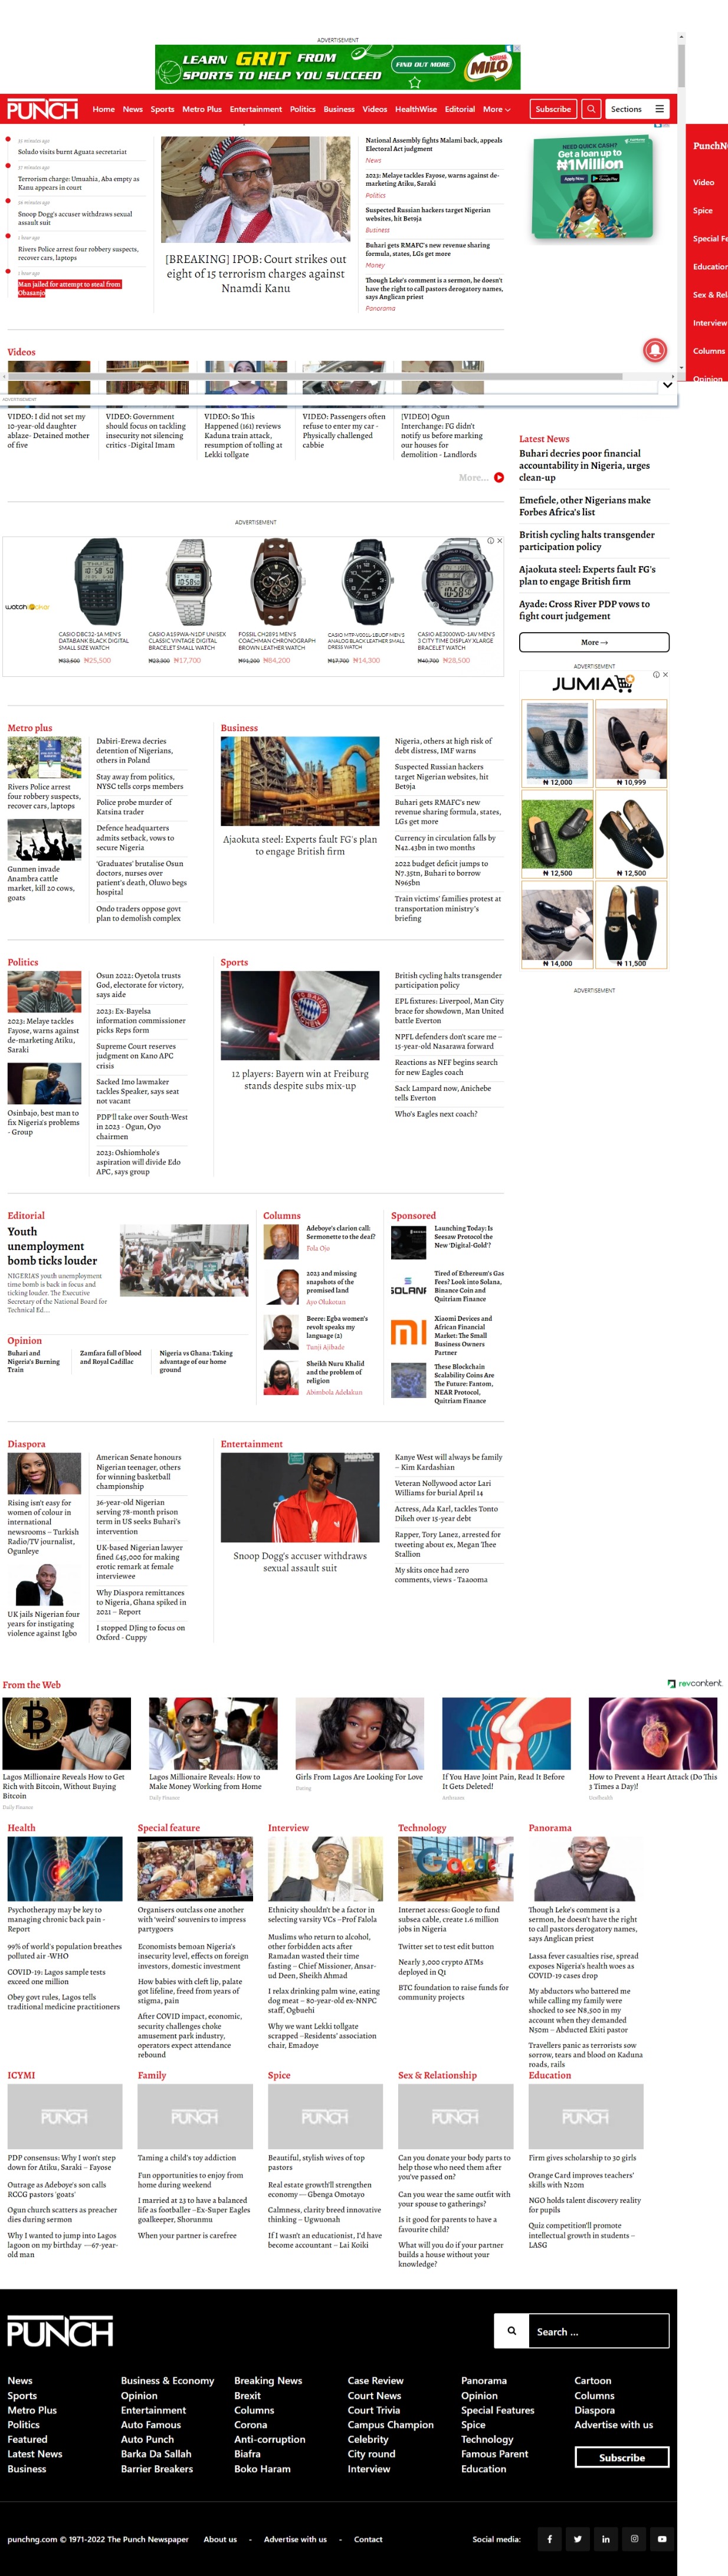 ADVERTISEMENT
LEARN GRIT FROM
SPORTS TO HELP YOU SUCCEED
FIND OUT MORE
MILO
PUNCH
Home News Sports Metro Plus Entertainment Politics Business Videos HealthWise Editorial More
Subscribe
Sections
Soludo visits burnt Aguata secretariat
Terrorism charge: Umuahia, Aba empty as
Kanu appears in court
Snoop Dogg's accuser withdraws sexual
assault suit
1 hour ago
Rivers Police arrest four robbery suspects,
recover cars, laptops
1 hour ago
Man jailed for attempt to steal from
Obasanjo
[BREAKING] IPOB: Court strikes out
eight of 15 terrorism charges against
Nnamdi Kanu
National Assembly fights Malami back, appeals
Electoral Act judgment
News
2023: Melaye tackles Fayose, warns against de-
marketing Atiku, Saraki
Politics
Suspected Russian hackers target Nigerian
websites, hit Bet9ja
Business
Buhari gets RMAFC's new revenue sharing
formula, states, LGs get more
Money
Though Leke's comment is a sermon, he doesn't
have the right to call pastors derogatory names,
says Anglican priest
Panorama
NEED QUICK CASH?
Get a loan up to
₦1Million
PunchN
Video
Spice
Special Fe
Education
Sex & Rel
Interview
Columns
Opinion
Videos
ADVERTISEMENT
VIDEO: I did not set my
10-year-old daughter
ablaze- Detained mother
of five
VIDEO: Government
should focus on tackling
insecurity not silencing
critics -Digital Imam
VIDEO: So This
Happened (161) reviews
Kaduna train attack,
resumption of tolling at
Lekki tollgate
VIDEO: Passengers often
refuse to enter my car -
Physically challenged
cabbie
[VIDEO] Ogun
Interchange: FG didn't
notify us before marking
our houses for
demolition - Landlords
More...
Latest News
Buhari decries poor financial
accountability in Nigeria, urges
clean-up
Emefiele, other Nigerians make
Forbes Africa's list
British cycling halts transgender
participation policy
Ajaokuta steel: Experts fault FG's
plan to engage British firm
Ayade: Cross River PDP vows to
fight court judgement
More →
ADVERTISEMENT
CASIO DBC32-1A MEN'S
DATABANK BLACK DIGITAL
SMALL SIZE WATCH
₦33,500 ₦25,500
CASIO A159WA-N1DF UNISEX
CLASSIC VINTAGE DIGITAL
BRACELET SMALL WATCH
₦23,900 ₦17,700
FOSSIL CH2891 MEN'S
COACHMAN CHRONOGRAPH
BROWN LEATHER WATCH
₦91,200 ₦84,200
CASIO MTP-V001L-1BUDF MEN'S
ANALOG BLACK LEATHER SMALL
DRESS WATCH
₦17,700 ₦14,300
CASIO AE3000WD-1AV MEN'S
3 CITY TIME DISPLAY XLARGE
BRACELET WATCH
₦40,700 ₦28,500
ADVERTISEMENT
JUMIA
₦ 12,000
₦ 10,999
₦ 12,500
₦ 12,500
₦ 14,000
₦ 11,500
ADVERTISEMENT
Metro plus
Rivers Police arrest
four robbery suspects,
recover cars, laptops
Gunmen invade
Anambra cattle
market, kill 20 cows,
goats
Dabiri-Erewa decries
detention of Nigerians,
others in Poland
Stay away from politics,
NYSC tells corps members
Police probe murder of
Katsina trader
Defence headquarters
admits setback, vows to
secure Nigeria
'Graduates' brutalise Osun
doctors, nurses over
patient's death, Oluwo begs
hospital
Ondo traders oppose govt
plan to demolish complex
Business
Ajaokuta steel: Experts fault FG's plan
to engage British firm
Nigeria, others at high risk of
debt distress, IMF warns
Suspected Russian hackers
target Nigerian websites, hit
Bet9ja
Buhari gets RMAFC's new
revenue sharing formula, states,
LGs get more
Currency in circulation falls by
N42.43bn in two months
2022 budget deficit jumps to
N7.35tn, Buhari to borrow
N965bn
Train victims' families protest at
transportation ministry's
briefing
Politics
2023: Melaye tackles
Fayose, warns against
de-marketing Atiku,
Saraki
Osinbajo, best man to
fix Nigeria's problems
- Group
Osun 2022: Oyetola trusts
God, electorate for victory,
says aide
2023: Ex-Bayelsa
information commissioner
picks Reps form
Supreme Court reserves
judgment on Kano APC
crisis
Sacked Imo lawmaker
tackles Speaker, says seat
not vacant
PDP'll take over South-West
in 2023 - Ogun, Oyo
chairmen
2023: Oshiomhole's
aspiration will divide Edo
APC, says group
Sports
12 players: Bayern win at Freiburg
stands despite subs mix-up
British cycling halts transgender
participation policy
EPL fixtures: Liverpool, Man City
brace for showdown, Man United
battle Everton
NPFL defenders don't scare me –
15-year-old Nasarawa forward
Reactions as NFF begins search
for new Eagles coach
Sack Lampard now, Anichebe
tells Everton
Who's Eagles next coach?
Editorial
Youth
unemployment
bomb ticks louder
NIGERIA'S youth unemployment
time bomb is back in focus and
ticking louder. The Executive
Secretary of the National Board for
Technical Ed....
Opinion
Buhari and
Nigeria's Burning
Train
Zamfara full of blood
and Royal Cadillac
Nigeria vs Ghana: Taking
advantage of our home
ground
Columns
Adeboye's clarion call:
Sermonette to the deaf?
Fola Ojo
2023 and missing
snapshots of the
promised land
Ayo Olukotun
Beere: Egba women's
revolt speaks my
language (2)
Tunji Ajibade
Sheikh Nuru Khalid
and the problem of
religion
Abimbola Adelakun
Sponsored
Launching Today: Is
Seesaw Protocol the
New 'Digital-Gold'?
SOLANA
Tired of Ethereum's Gas
Fees? Look into Solana,
Binance Coin and
Quitriam Finance
Xiaomi Devices and
African Financial
Market: The Small
Business Owners
Partner
These Blockchain
Scalability Coins Are
The Future: Fantom,
NEAR Protocol,
Quitriam Finance
Diaspora
Rising isn't easy for
women of colour in
international
newsrooms – Turkish
Radio/TV journalist,
Ogunleye
UK jails Nigerian four
years for instigating
violence against Igbo
American Senate honours
Nigerian teenager, others
for winning basketball
championship
36-year-old Nigerian
serving 78-month prison
term in US seeks Buhari's
intervention
UK-based Nigerian lawyer
fined £45,000 for making
erotic remark at female
interviewee
Why Diaspora remittances
to Nigeria, Ghana spiked in
2021 – Report
I stopped DJing to focus on
Oxford - Cuppy
Entertainment
Snoop Dogg's accuser withdraws
sexual assault suit
Kanye West will always be family
– Kim Kardashian
Veteran Nollywood actor Lari
Williams for burial April 14
Actress, Ada Karl, tackles Tonto
Dikeh over 15-year debt
Rapper, Tory Lanez, arrested for
tweeting about ex, Megan Thee
Stallion
My skits once had zero
comments, views - Taaooma
From the Web
revcontent
Lagos Millionaire Reveals How to Get
Rich with Bitcoin, Without Buying
Bitcoin
Daily Finance
Lagos Millionaire Reveals: How to
Make Money Working from Home
Daily Finance
Girls From Lagos Are Looking For Love
Dating
If You Have Joint Pain, Read It Before
It Gets Deleted!
How to Prevent a Heart Attack (Do This
3 Times a Day)!
Health
Psychotherapy may be key to
managing chronic back pain -
Report
99% of world's population breathes
polluted air -WHO
COVID-19: Lagos sample tests
exceed one million
Obey govt rules, Lagos tells
traditional medicine practitioners
Special feature
Organisers outclass one another
with 'weird' souvenirs to impress
partygoers
Economists bemoan Nigeria's
insecurity level, effects on foreign
investors, domestic investment
How babies with cleft lip, palate
got lifeline, freed from years of
stigma, pain
After COVID impact, economic,
security challenges choke
amusement park industry,
operators expect attendance
rebound
Interview
Ethnicity shouldn't be a factor in
selecting varsity VCs –Prof Falola
Muslims who return to alcohol,
other forbidden acts after
Ramadan wasted their time
fasting – Chief Missioner, Ansar-
ud Deen, Sheikh Ahmad
I relax drinking palm wine, eating
dog meat – 80-year-old ex-NNPC
staff, Ogbuehi
Why we want Lekki tollgate
scrapped –Residents' association
chair, Emadoye
Technology
Google
Internet access: Google to fund
subsea cable, create 1.6 million
jobs in Nigeria
Twitter set to test edit button
Nearly 3,000 crypto ATMs
deployed in Q1
BTC foundation to raise funds for
community projects
Panorama
Though Leke's comment is a
sermon, he doesn't have the right
to call pastors derogatory names,
says Anglican priest
Lassa fever casualties rise, spread
exposes Nigeria's health woes as
COVID-19 cases drop
My abductors who battered me
while calling my family were
shocked to see N8,500 in my
account when they demanded
N50m – Abducted Ekiti pastor
Travellers panic as terrorists sow
sorrow, tears and blood on Kaduna
roads, rails
ICYMI
PUNCH
PDP consensus: Why I won't step
down for Atiku, Saraki – Fayose
Outrage as Adeboye's son calls
RCCG pastors 'goats'
Ogun church scatters as preacher
dies during sermon
Why I wanted to jump into Lagos
lagoon on my birthday —67-year-
old man
Family
PUNCH
Taming a child's toy addiction
Fun opportunities to enjoy from
home during weekend
I married at 23 to have a balanced
life as footballer –Ex-Super Eagles
goalkeeper, Shorunmu
When your partner is carefree
Spice
PUNCH
Beautiful, stylish wives of top
pastors
Real estate growth'll strengthen
economy –- Gbenga Omotayo
Calmness, clarity breed innovative
thinking – Ugwuonah
If I wasn't an educationist, I'd have
become accountant – Lai Koiki
Sex & Relationship
PUNCH
Can you donate your body parts to
help those who need them after
you've passed on?
Can you wear the same outfit with
your spouse to gatherings?
Is it good for parents to have a
favourite child?
What will you do if your partner
builds a house without your
knowledge?
Education
PUNCH
Firm gives scholarship to 30 girls
Orange Card improves teachers'
skills with N20m
NGO holds talent discovery reality
for pupils
Quiz competition'll promote
intellectual growth in students –
LASG
PUNCH
Search ...
News
Sports
Metro Plus
Politics
Featured
Latest News
Business
Business & Economy
Opinion
Entertainment
Auto Famous
Auto Punch
Barka Da Sallah
Barrier Breakers
Breaking News
Brexit
Columns
Corona
Anti-corruption
Biafra
Boko Haram
Case Review
Court News
Court Trivia
Campus Champion
Celebrity
City round
Interview
Panorama
Opinion
Special Features
Spice
Technology
Famous Parent
Education
Cartoon
Columns
Diaspora
Advertise with us
Subscribe
punchng.com © 1971-2022 The Punch Newspaper
About us - Advertise with us - Contact
Social media: